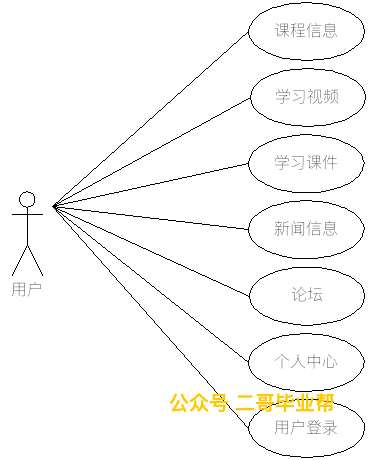 课程信息
学习视频
学习课件
新闻信息
用户
论坛
个人中心
公众号 二哥毕业帮
用户登录